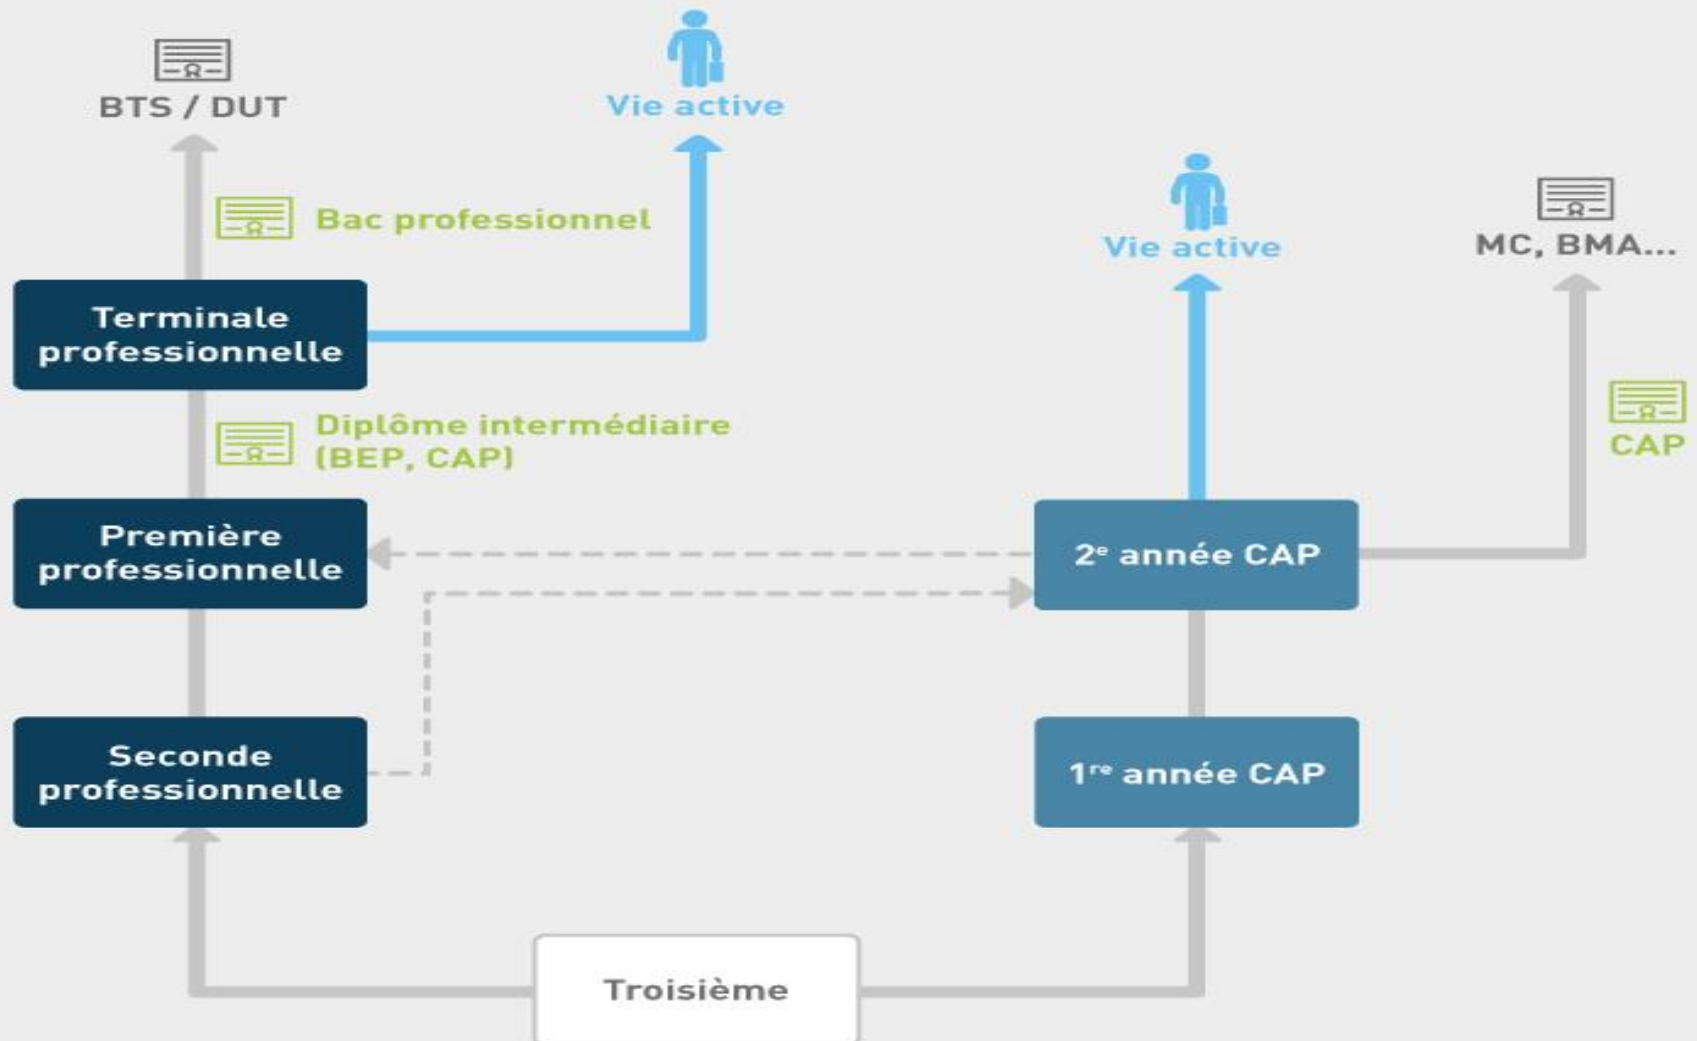 BTS / DUT
Vie active
Bac professionnel
Vie active
MC, BMA...
Terminale
professionnelle
Diplôme intermédiaire
(BEP, CAP)
CAP
Première
professionnelle
2e année CAP
Seconde
professionnelle
1re année CAP
Troisième